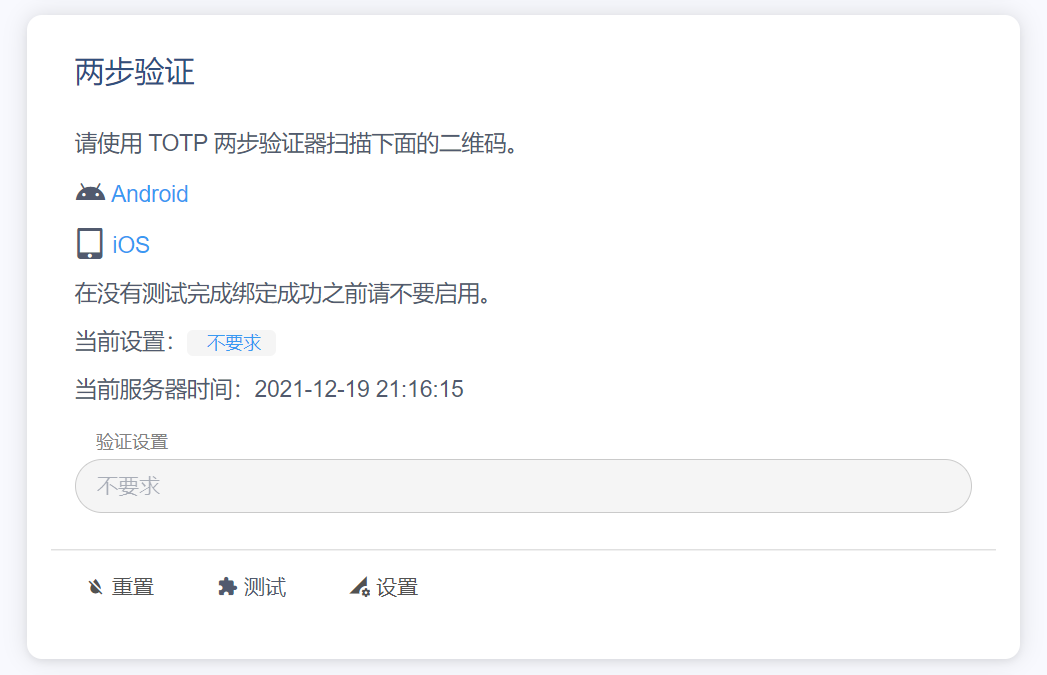 两步验证
请使用 TOTP 两步验证器扫描下面的二维码。
Android
iOS
在没有测试完成绑定成功之前请不要启用。
当前设置： 不要求
当前服务器时间：2021-12-19 21:16:15
验证设置
不要求
重置 测试 设置